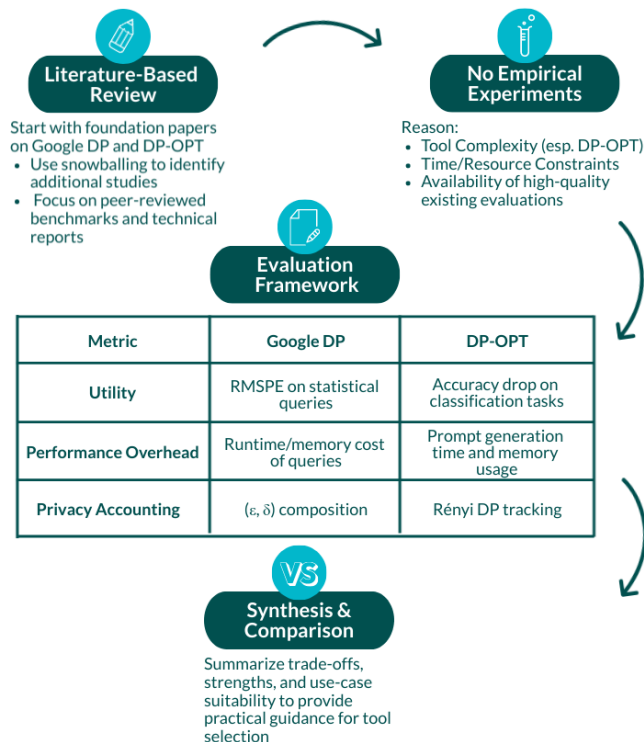 Literature-Based
Review
Start with foundation papers
on Google DP and DP-OPT
• Use snowballing to identify
additional studies
• Focus on peer-reviewed
benchmarks and technical
reports
No Empirical
Experiments
Reason:
• Tool Complexity (esp. DP-OPT)
• Time/Resource Constraints
• Availability of high-quality
existing evaluations
Evaluation
Framework
Metric Google DP DP-OPT
Utility RMSPE on statistical queries Accuracy drop on classification tasks
Performance Overhead Runtime/memory cost of queries Prompt generation time and memory usage
Privacy Accounting (ε, δ) composition Rényi DP tracking
VS
Synthesis &
Comparison
Summarize trade-offs,
strengths, and use-case
suitability to provide
practical guidance for tool
selection